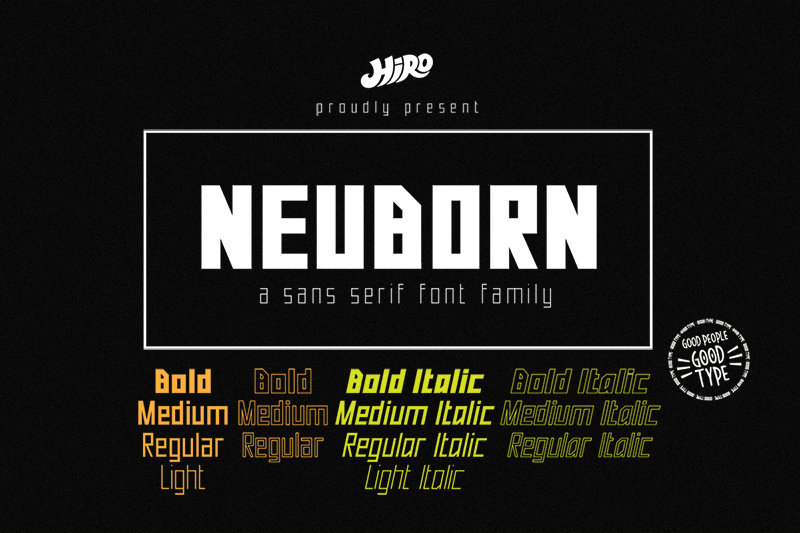 HiRO
proudly present
NEUBORN
a sans serif font family
Bold Bold Bold Italic Bold Italic
Medium Medium Medium Italic Medium Italic
Regular Regular Regular Italic Regular Italic
Light Light Italic
GOOD PEOPLE
GOOD
TYPE